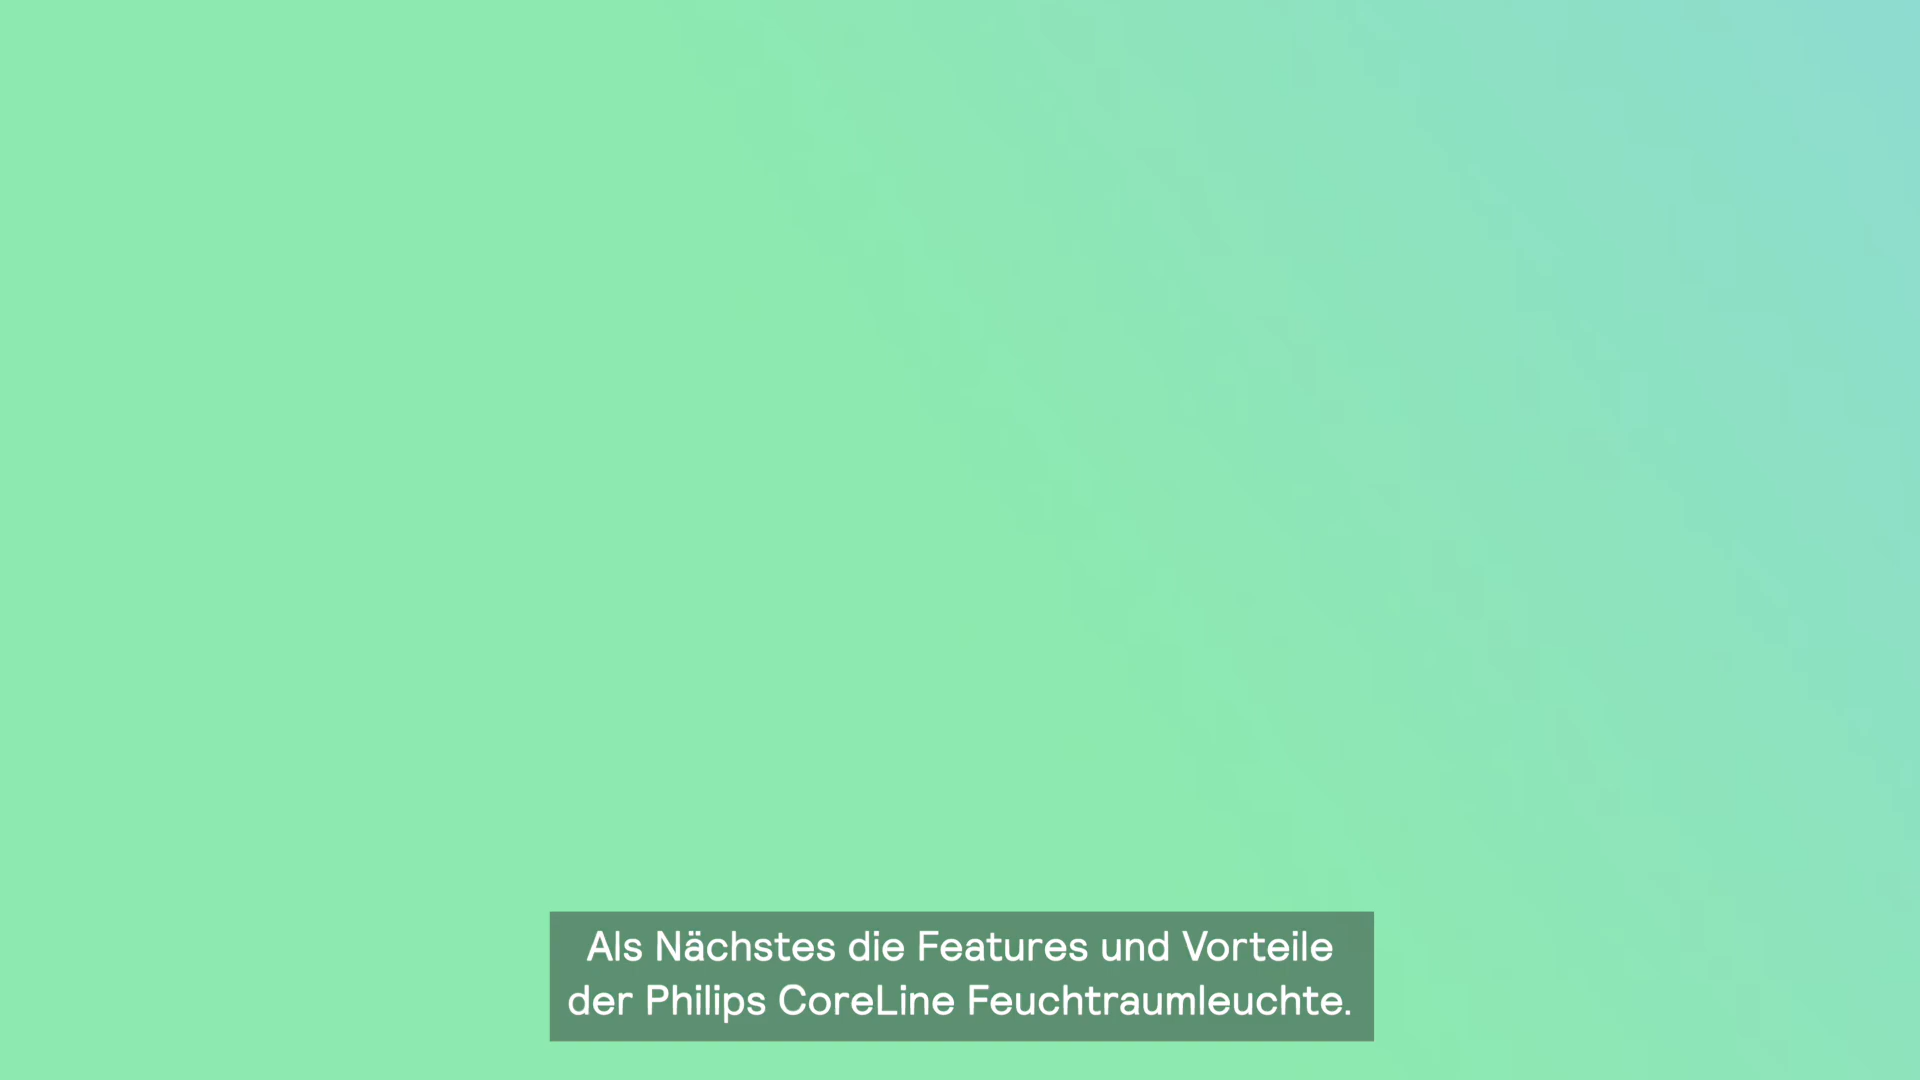 Als Nächstes die Features und Vorteile
der Philips CoreLine Feuchtraumleuchte.